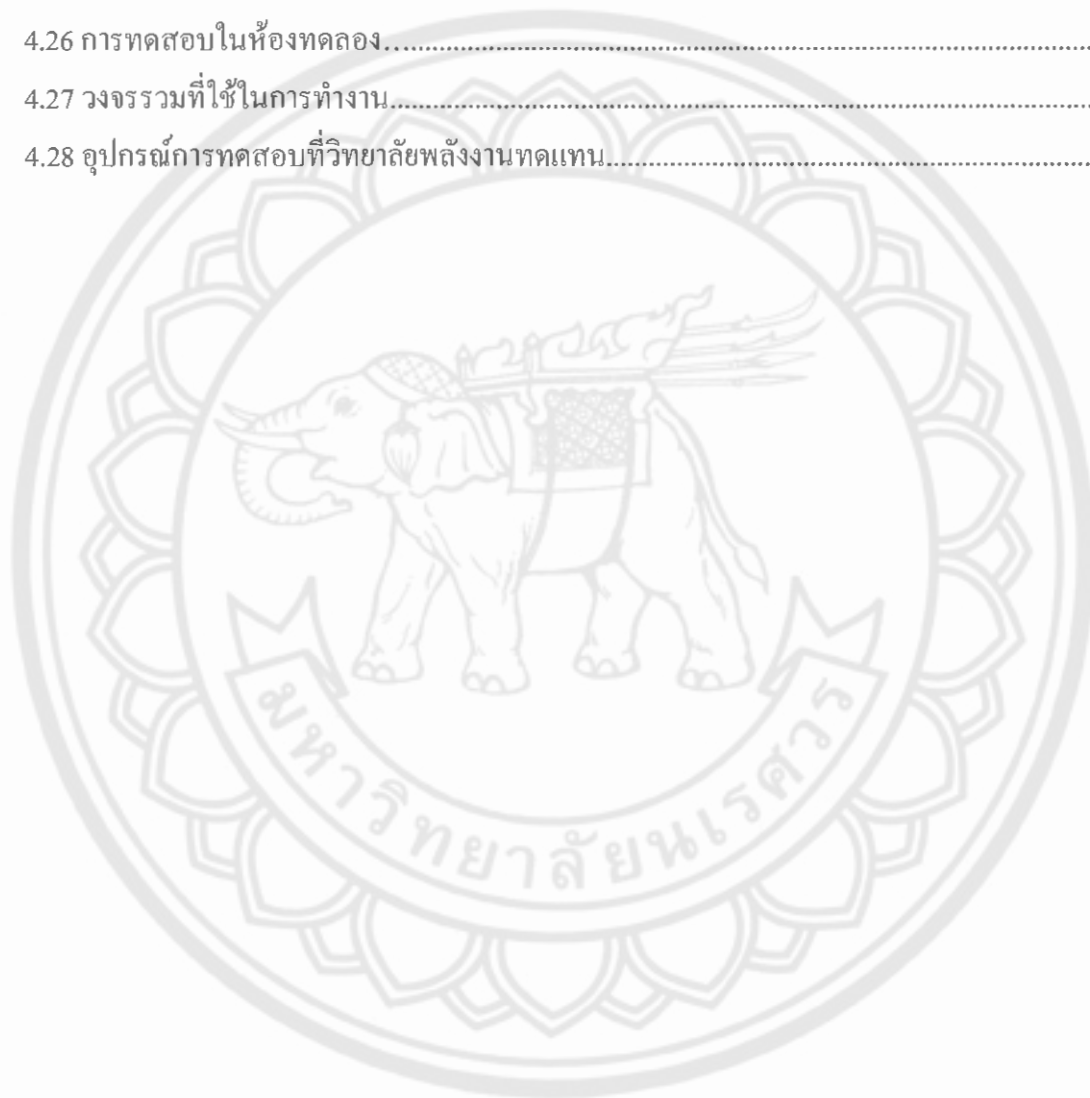 4.26 การทดสอบในห้องทดลอง...........................................................................
4.27 วงจรรวมที่ใช้ในการทำงาน...........................................................................
4.28 อุปกรณ์การทดสอบที่วิทยาลัยพลังงานทดแทน..................................................
มหาวิทยาลัยนเรศวร